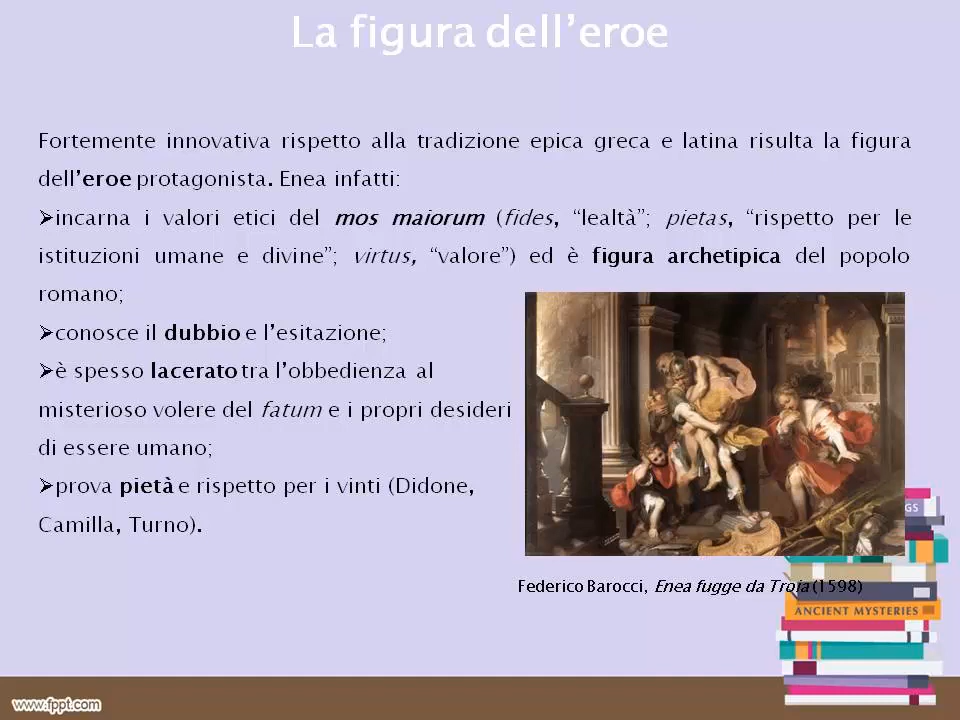 La figura dell’eroe
Fortemente innovativa rispetto alla tradizione epica greca e latina risulta la figura
dell’eroe protagonista. Enea infatti:
➢incarna i valori etici del mos maiorum (fides, “lealtà”; pietas, “rispetto per le
istituzioni umane e divine”; virtus, “valore”) ed è figura archetipica del popolo
romano;
➢conosce il dubbio e l’esitazione;
➢è spesso lacerato tra l’obbedienza al
misterioso volere del fatum e i propri desideri
di essere umano;
➢prova pietà e rispetto per i vinti (Didone,
Camilla, Turno).
GS
Federico Barocci, Enea fugge da Troia (1598)
ANCIENT MYSTERIES
www.fppt.com